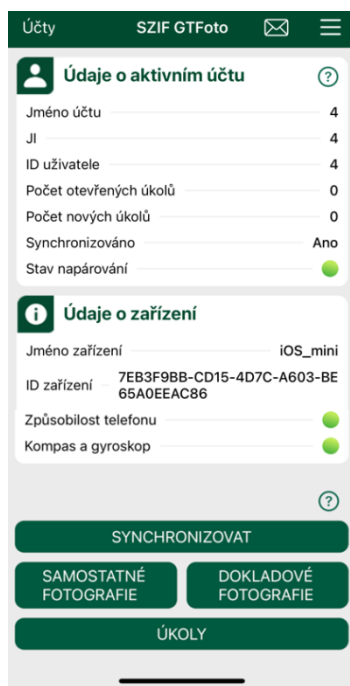 Účty SZIF GTFoto
Údaje o aktivním účtu ?
Jméno účtu 4
JI 4
ID uživatele 4
Počet otevřených úkolů 0
Počet nových úkolů 0
Synchronizováno Ano
Stav napárování
i Údaje o zařízení
Jméno zařízení iOS_mini
ID zařízení 7EB3F9BB-CD15-4D7C-A603-BE
65A0EEAC86
Způsobilost telefonu
Kompas a gyroskop
?
SYNCHRONIZOVAT
SAMOSTATNÉ DOKLADOVÉ
FOTOGRAFIE FOTOGRAFIE
ÚKOLY